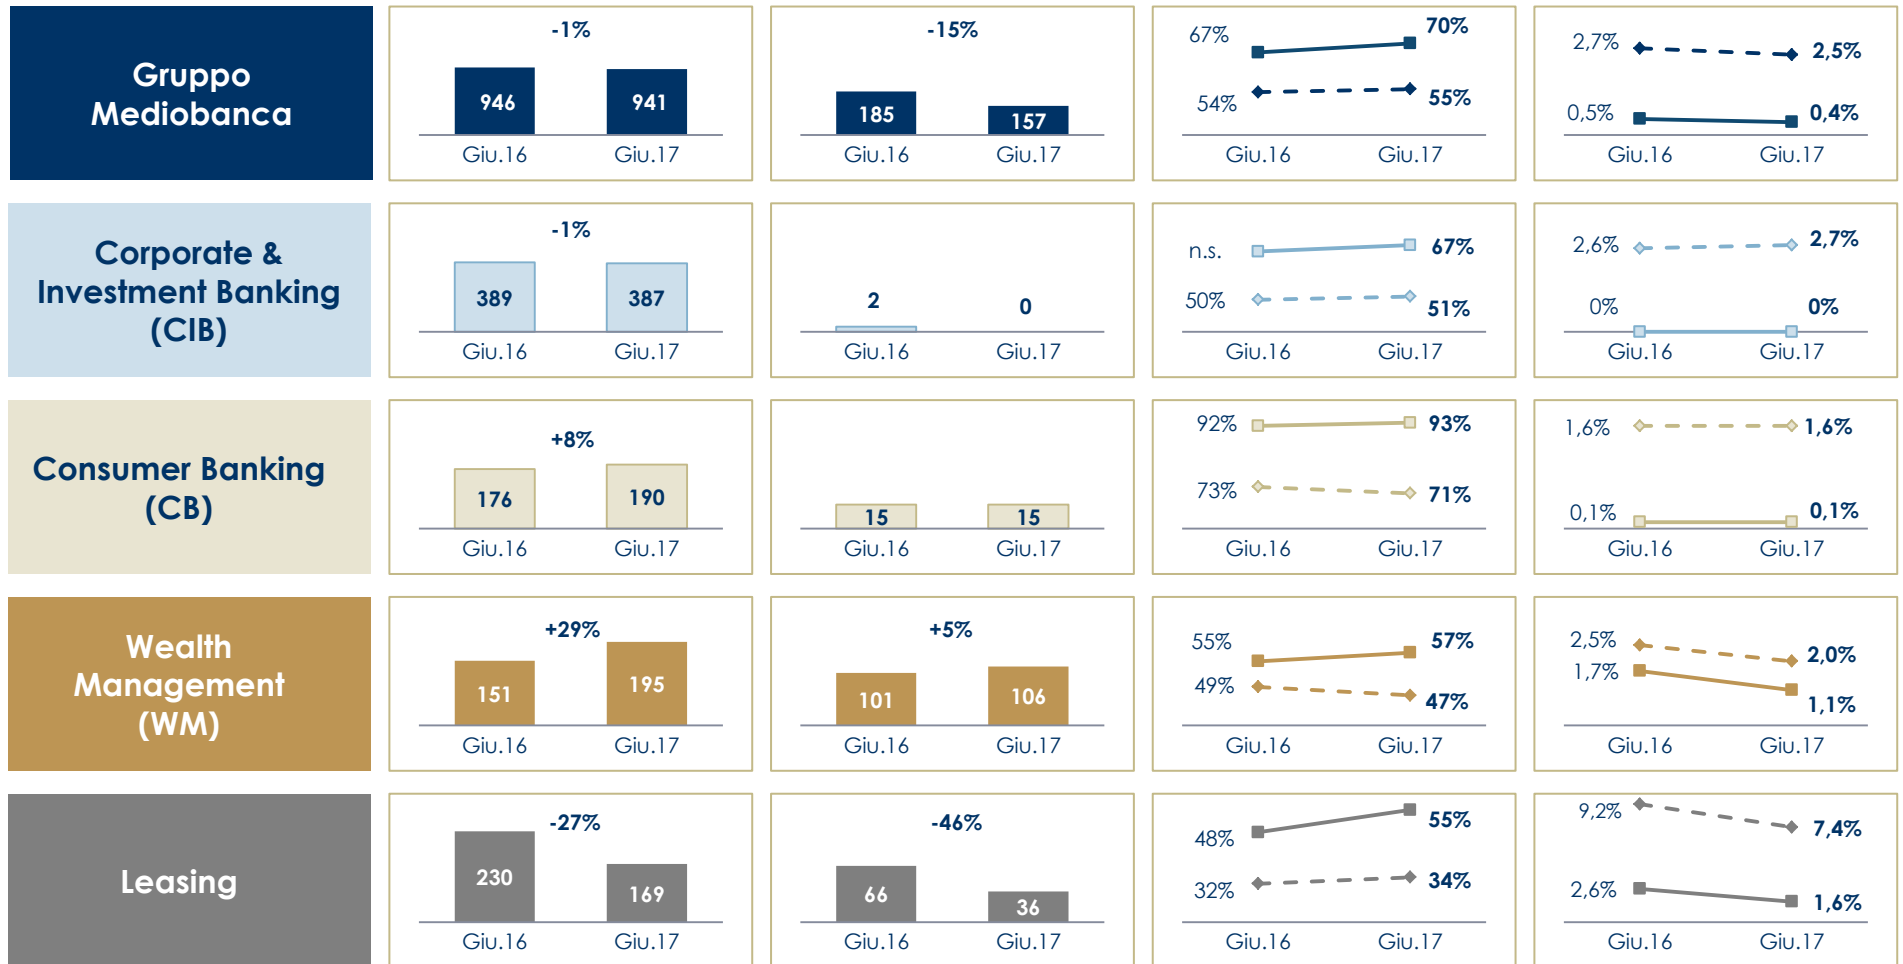 Gruppo
Mediobanca
-1%
946
941
Giu.16
Giu.17
-15%
185
157
Giu.16
Giu.17
67%
70%
54%
55%
Giu.16
Giu.17
2,7%
2,5%
0,5%
0,4%
Giu.16
Giu.17
Corporate &
Investment Banking
(CIB)
-1%
389
387
Giu.16
Giu.17
2
0
Giu.16
Giu.17
n.s.
67%
50%
51%
Giu.16
Giu.17
2,6%
2,7%
0%
0%
Giu.16
Giu.17
Consumer Banking
(CB)
+8%
176
190
Giu.16
Giu.17
15
15
Giu.16
Giu.17
92%
93%
73%
71%
Giu.16
Giu.17
1,6%
1,6%
0,1%
0,1%
Giu.16
Giu.17
Wealth
Management
(WM)
+29%
151
195
Giu.16
Giu.17
+5%
101
106
Giu.16
Giu.17
55%
57%
49%
47%
Giu.16
Giu.17
2,5%
2,0%
1,7%
1,1%
Giu.16
Giu.17
Leasing
-27%
230
169
Giu.16
Giu.17
-46%
66
36
Giu.16
Giu.17
48%
55%
32%
34%
Giu.16
Giu.17
9,2%
7,4%
2,6%
1,6%
Giu.16
Giu.17